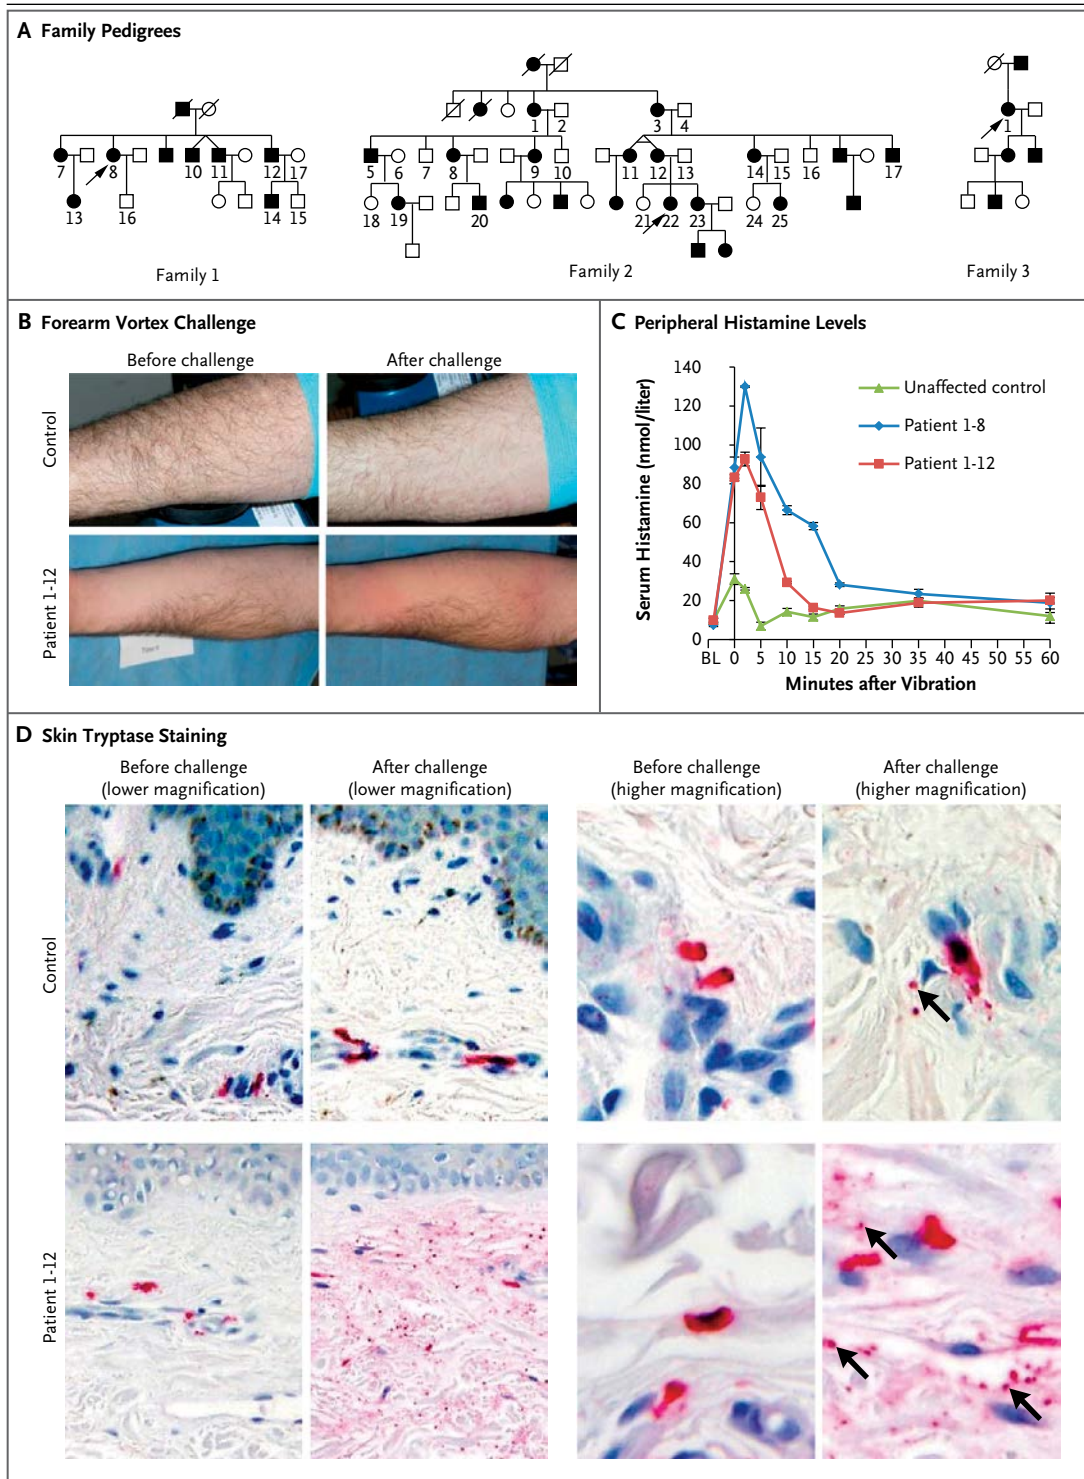 A Family Pedigrees
1 2 3 4 1
7 8 10 11 12 17 5 6 7 8 9 10 11 12 13 14 15 16 17
13 16 14 15 18 19 20 21 22 23 24 25
Family 1 Family 2 Family 3
B Forearm Vortex Challenge
Before challenge After challenge
Control
Patient 1-12
C Peripheral Histamine Levels
Serum Histamine (nmol/liter)
140
120
100
80
60
40
20
0
Unaffected control
Patient 1-8
Patient 1-12
BL 0 5 10 15 20 25 30 35 40 45 50 55 60
Minutes after Vibration
D Skin Tryptase Staining
Before challenge (lower magnification)
After challenge (lower magnification)
Before challenge (higher magnification)
After challenge (higher magnification)
Control
Patient 1-12